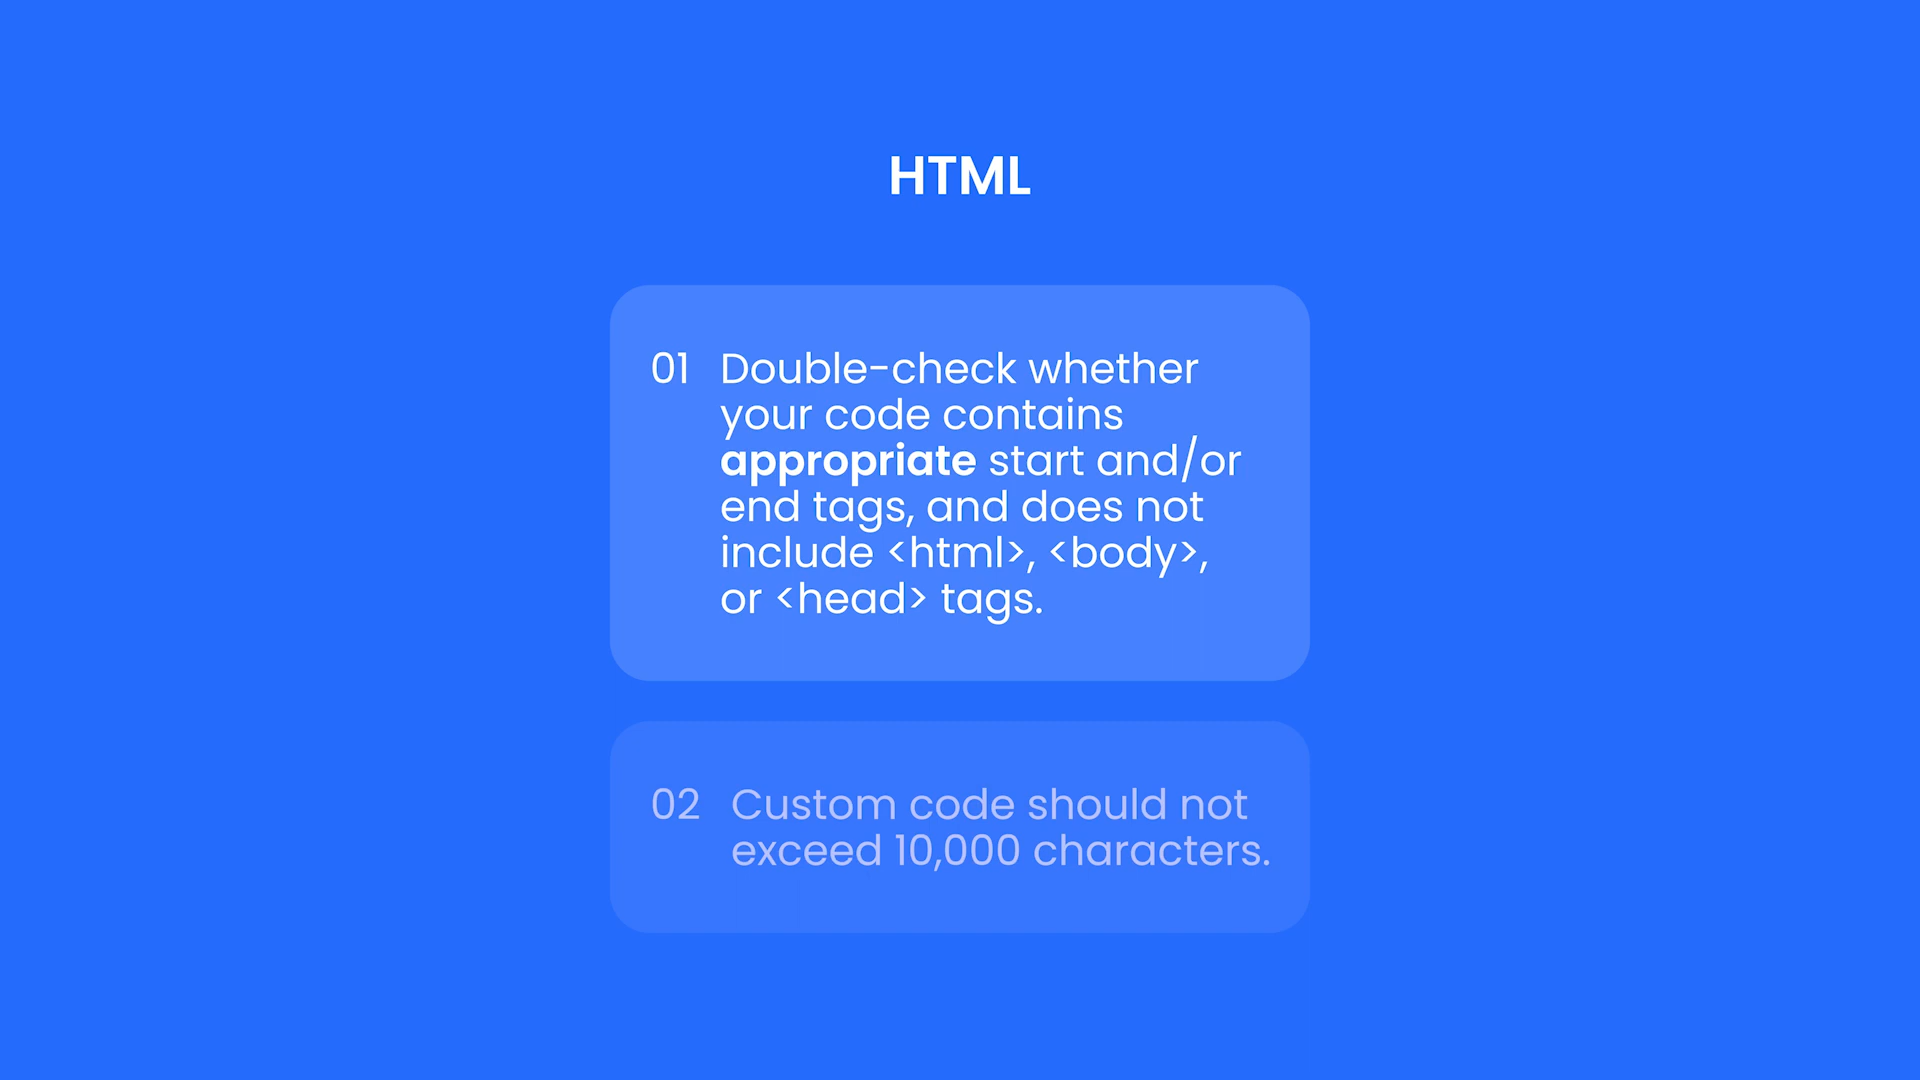 HTML
01 Double-check whether
your code contains
appropriate start and/or
end tags, and does not
include <html>, <body>,
or <head> tags.
02 Custom code should not
exceed 10,000 characters.